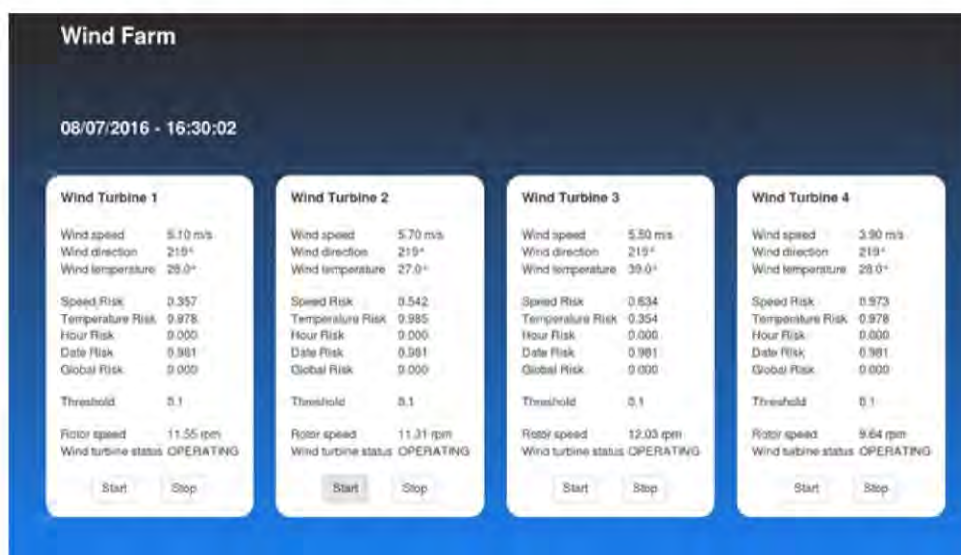 Wind Farm
08/07/2016 - 16:30:02
Wind Turbine 1
Wind speed 5.10 m/s
Wind direction 219°
Wind temperature 28.0°
Speed Risk 0.357
Temperature Risk 0.978
Hour Risk 0.000
Date Risk 0.981
Global Risk 0.000
Threshold 0.1
Rotor speed 11.55 rpm
Wind turbine status OPERATING
Start Stop
Wind Turbine 2
Wind speed 5.70 m/s
Wind direction 219°
Wind temperature 27.0°
Speed Risk 0.542
Temperature Risk 0.985
Hour Risk 0.000
Date Risk 0.981
Global Risk 0.000
Threshold 0.1
Rotor speed 11.31 rpm
Wind turbine status OPERATING
Start Stop
Wind Turbine 3
Wind speed 5.50 m/s
Wind direction 219°
Wind temperature 39.0°
Speed Risk 0.634
Temperature Risk 0.354
Hour Risk 0.000
Date Risk 0.981
Global Risk 0.000
Threshold 0.1
Rotor speed 12.03 rpm
Wind turbine status OPERATING
Start Stop
Wind Turbine 4
Wind speed 3.90 m/s
Wind direction 219°
Wind temperature 28.0°
Speed Risk 0.973
Temperature Risk 0.978
Hour Risk 0.000
Date Risk 0.981
Global Risk 0.000
Threshold 0.1
Rotor speed 9.64 rpm
Wind turbine status OPERATING
Start Stop